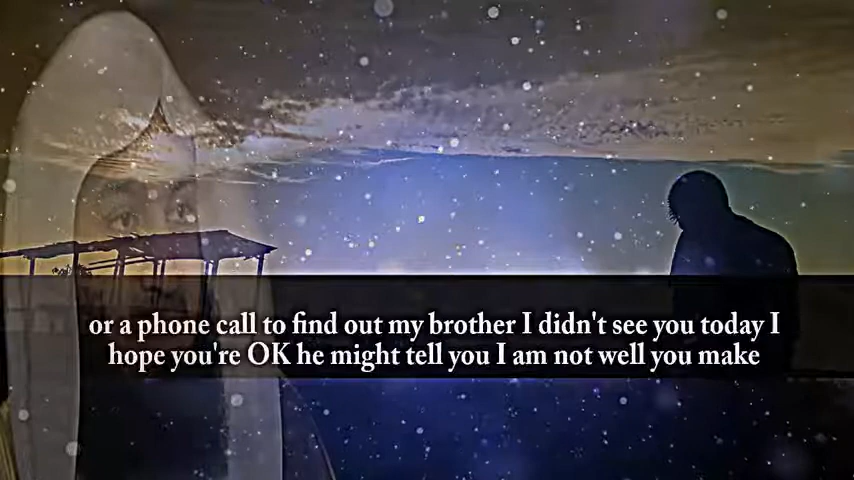 or a phone call to find out my brother I didn't see you today I
hope you're OK he might tell you I am not well you make